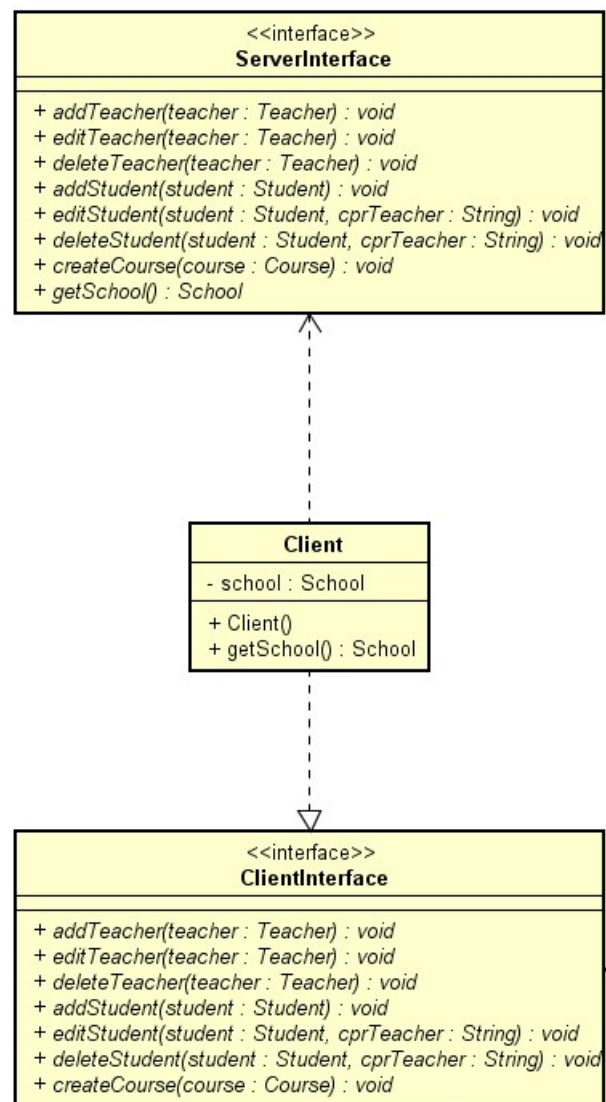 <<interface>>
ServerInterface
+ addTeacher(teacher : Teacher) : void
+ editTeacher(teacher : Teacher) : void
+ deleteTeacher(teacher : Teacher) : void
+ addStudent(student : Student) : void
+ editStudent(student : Student, cprTeacher : String) : void
+ deleteStudent(student : Student, cprTeacher : String) : void
+ createCourse(course : Course) : void
+ getSchool() : School
Client
- school : School
+ Client()
+ getSchool() : School
<<interface>>
ClientInterface
+ addTeacher(teacher : Teacher) : void
+ editTeacher(teacher : Teacher) : void
+ deleteTeacher(teacher : Teacher) : void
+ addStudent(student : Student) : void
+ editStudent(student : Student, cprTeacher : String) : void
+ deleteStudent(student : Student, cprTeacher : String) : void
+ createCourse(course : Course) : void